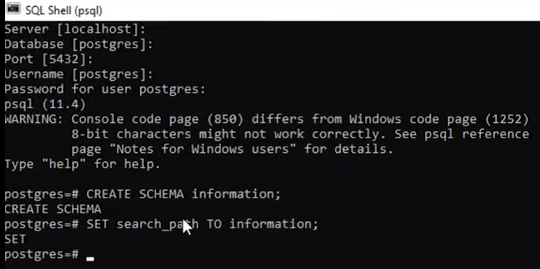 SQL Shell (psql)
Server [localhost]:
Database [postgres]:
Port [5432]:
Username [postgres]:
Password for user postgres:
psql (11.4)
WARNING: Console code page (850) differs from Windows code page (1252)
8-bit characters might not work correctly. See psql reference
page "Notes for Windows users" for details.
Type "help" for help.
postgres=# CREATE SCHEMA information;
CREATE SCHEMA
postgres=# SET search_path TO information;
SET
postgres=#